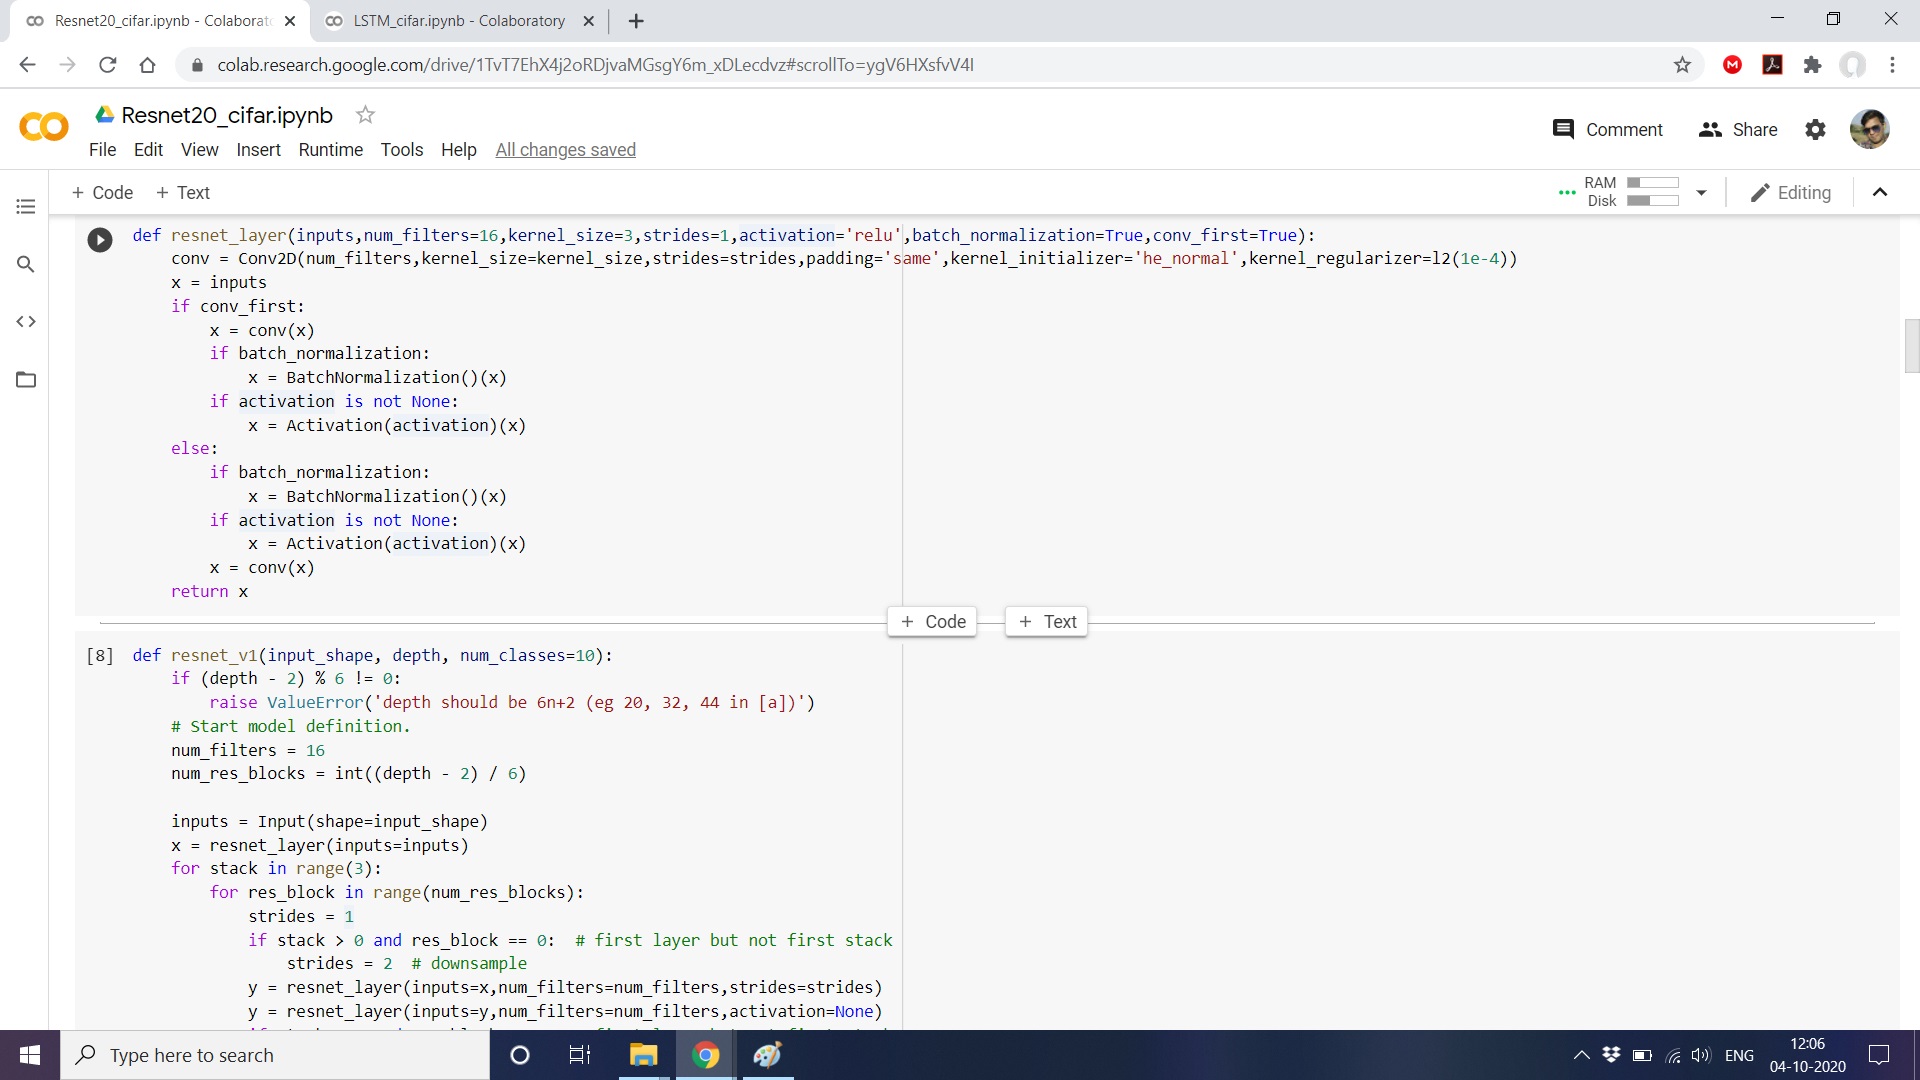 Resnet20_cifar.ipynb - Colaborat
LSTM_cifar.ipynb - Colaboratory
colab.research.google.com/drive/1TvT7EhX4j2oRDjvaMGsgY6m_xDLecdvz#scrollTo=ygV6HXsfvV4I
Resnet20_cifar.ipynb
Comment
Share
File Edit View Insert Runtime Tools Help All changes saved
+ Code + Text
RAM
Disk
Editing
def resnet_layer(inputs,num_filters=16,kernel_size=3,strides=1,activation='relu',batch_normalization=True,conv_first=True):
    conv = Conv2D(num_filters,kernel_size=kernel_size,strides=strides,padding='same',kernel_initializer='he_normal',kernel_regularizer=l2(1e-4))
    x = inputs
    if conv_first:
        x = conv(x)
        if batch_normalization:
            x = BatchNormalization()(x)
        if activation is not None:
            x = Activation(activation)(x)
    else:
        if batch_normalization:
            x = BatchNormalization()(x)
        if activation is not None:
            x = Activation(activation)(x)
        x = conv(x)
    return x
+ Code + Text
[8] def resnet_v1(input_shape, depth, num_classes=10):
    if (depth - 2) % 6 != 0:
        raise ValueError('depth should be 6n+2 (eg 20, 32, 44 in [a])')
    # Start model definition.
    num_filters = 16
    num_res_blocks = int((depth - 2) / 6)
    inputs = Input(shape=input_shape)
    x = resnet_layer(inputs=inputs)
    for stack in range(3):
        for res_block in range(num_res_blocks):
            strides = 1
            if stack > 0 and res_block == 0:  # first layer but not first stack
                strides = 2  # downsample
            y = resnet_layer(inputs=x,num_filters=num_filters,strides=strides)
            y = resnet_layer(inputs=y,num_filters=num_filters,activation=None)
Type here to search
ENG
12:06
04-10-2020